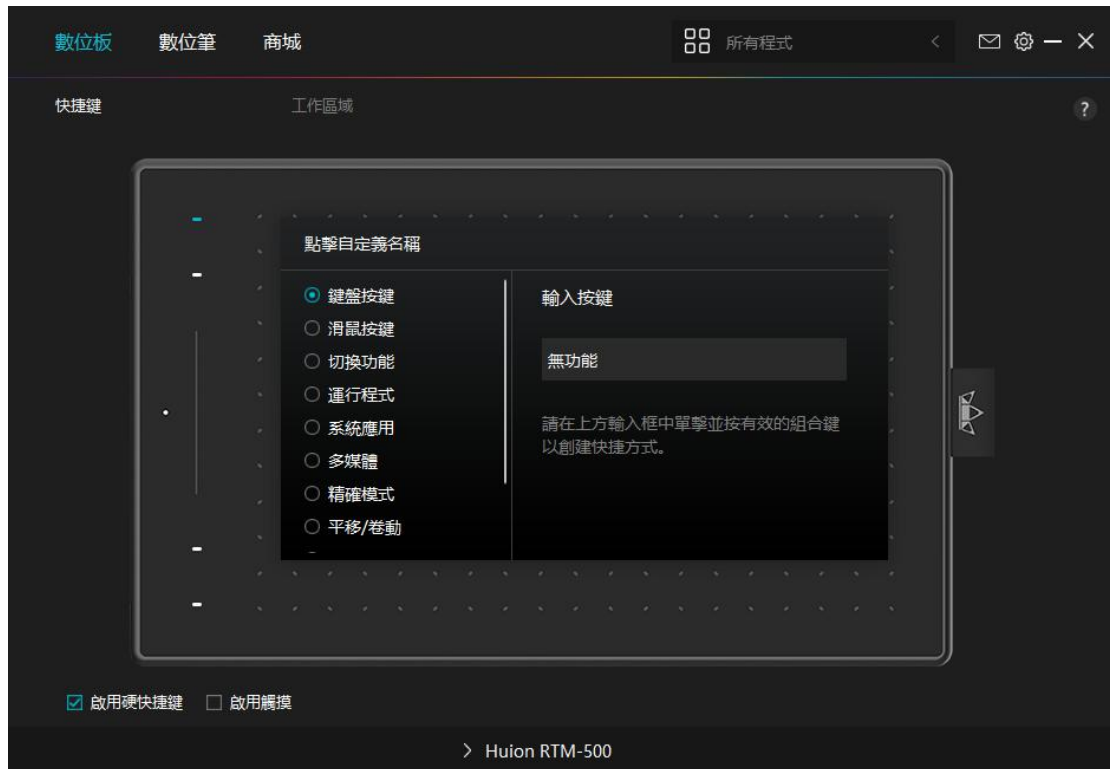 數位板 數位筆 商城 所有程式
快捷鍵 工作區域 ?
點擊自定義名稱
鍵盤按鍵
滑鼠按鍵
切換功能
運行程式
系統應用
多媒體
精確模式
平移/卷動
輸入按鍵
無功能
請在上方輸入框中單擊並按有效的組合鍵
以創建快捷方式。
啟用硬快捷鍵 啟用觸摸
Huion RTM-500